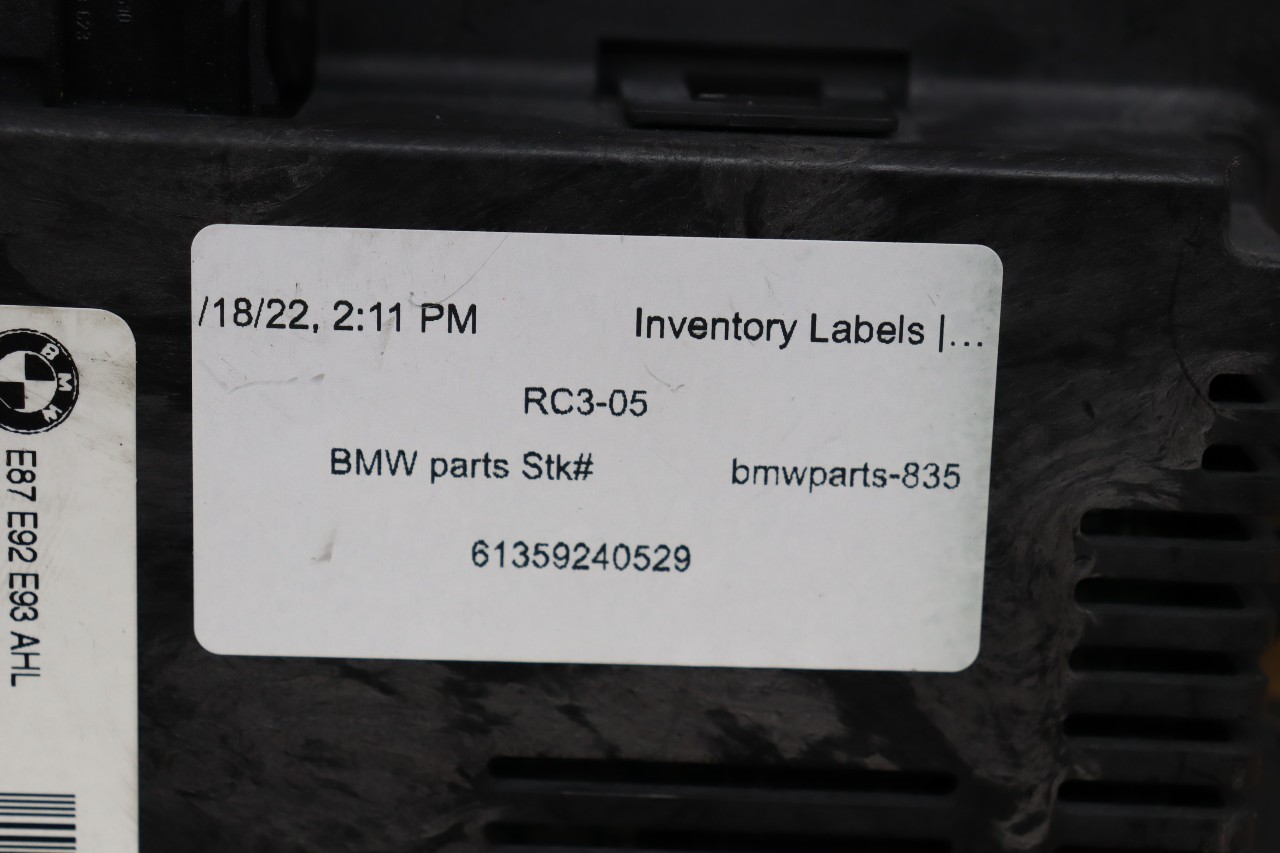 /18/22, 2:11 PM Inventory Labels |...
RC3-05
BMW parts Stk# bmwparts-835
61359240529
BMW
E87 E92 E93 AHL